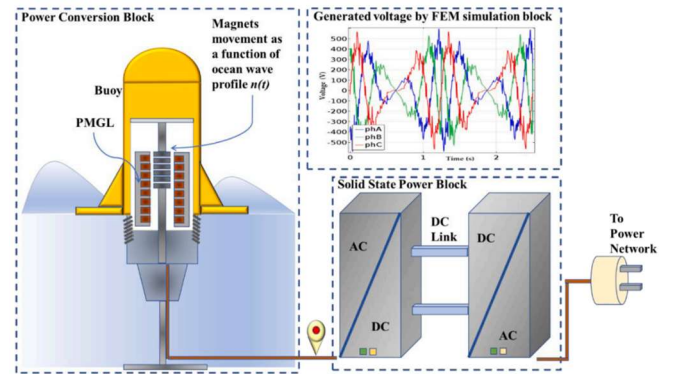 Power Conversion Block
Magnets
movement as
a function of
ocean wave
profile n(t)
Buoy
PMGL
Generated voltage by FEM simulation block
Voltage (V)
500
400
300
200
100
0
-100
-200
-300
-400
-500
phA
phB
phC
0
1
2
Time (s)
Solid State Power Block
AC
DC
DC
Link
DC
AC
To
Power
Network